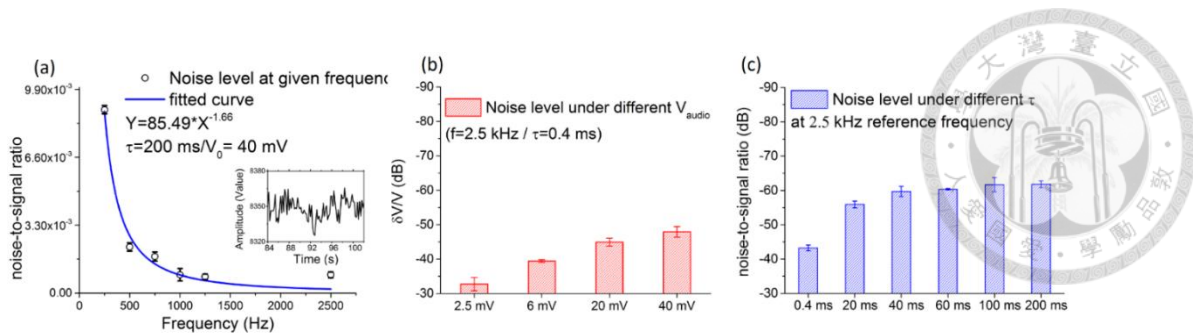 (a)
Noise level at given frequenc
fitted curve
Y=85.49*X^-1.66
τ=200 ms/V₀= 40 mV
noise-to-signal ratio
9.90x10⁻³
6.60x10⁻³
3.30x10⁻³
0.00
0 500 1000 1500 2000 2500
Frequency (Hz)
Amplitude (Value)
8380
8350
8320
84 88 92 96 100
Time (s)
(b)
Noise level under different V_audio
(f=2.5 kHz / τ=0.4 ms)
δV/V (dB)
-90
-80
-70
-60
-50
-40
-30
2.5 mV 6 mV 20 mV 40 mV
(c)
Noise level under different τ
at 2.5 kHz reference frequency
noise-to-signal ratio (dB)
-90
-80
-70
-60
-50
-40
-30
0.4 ms 20 ms 40 ms 60 ms 100 ms 200 ms
臺灣大學